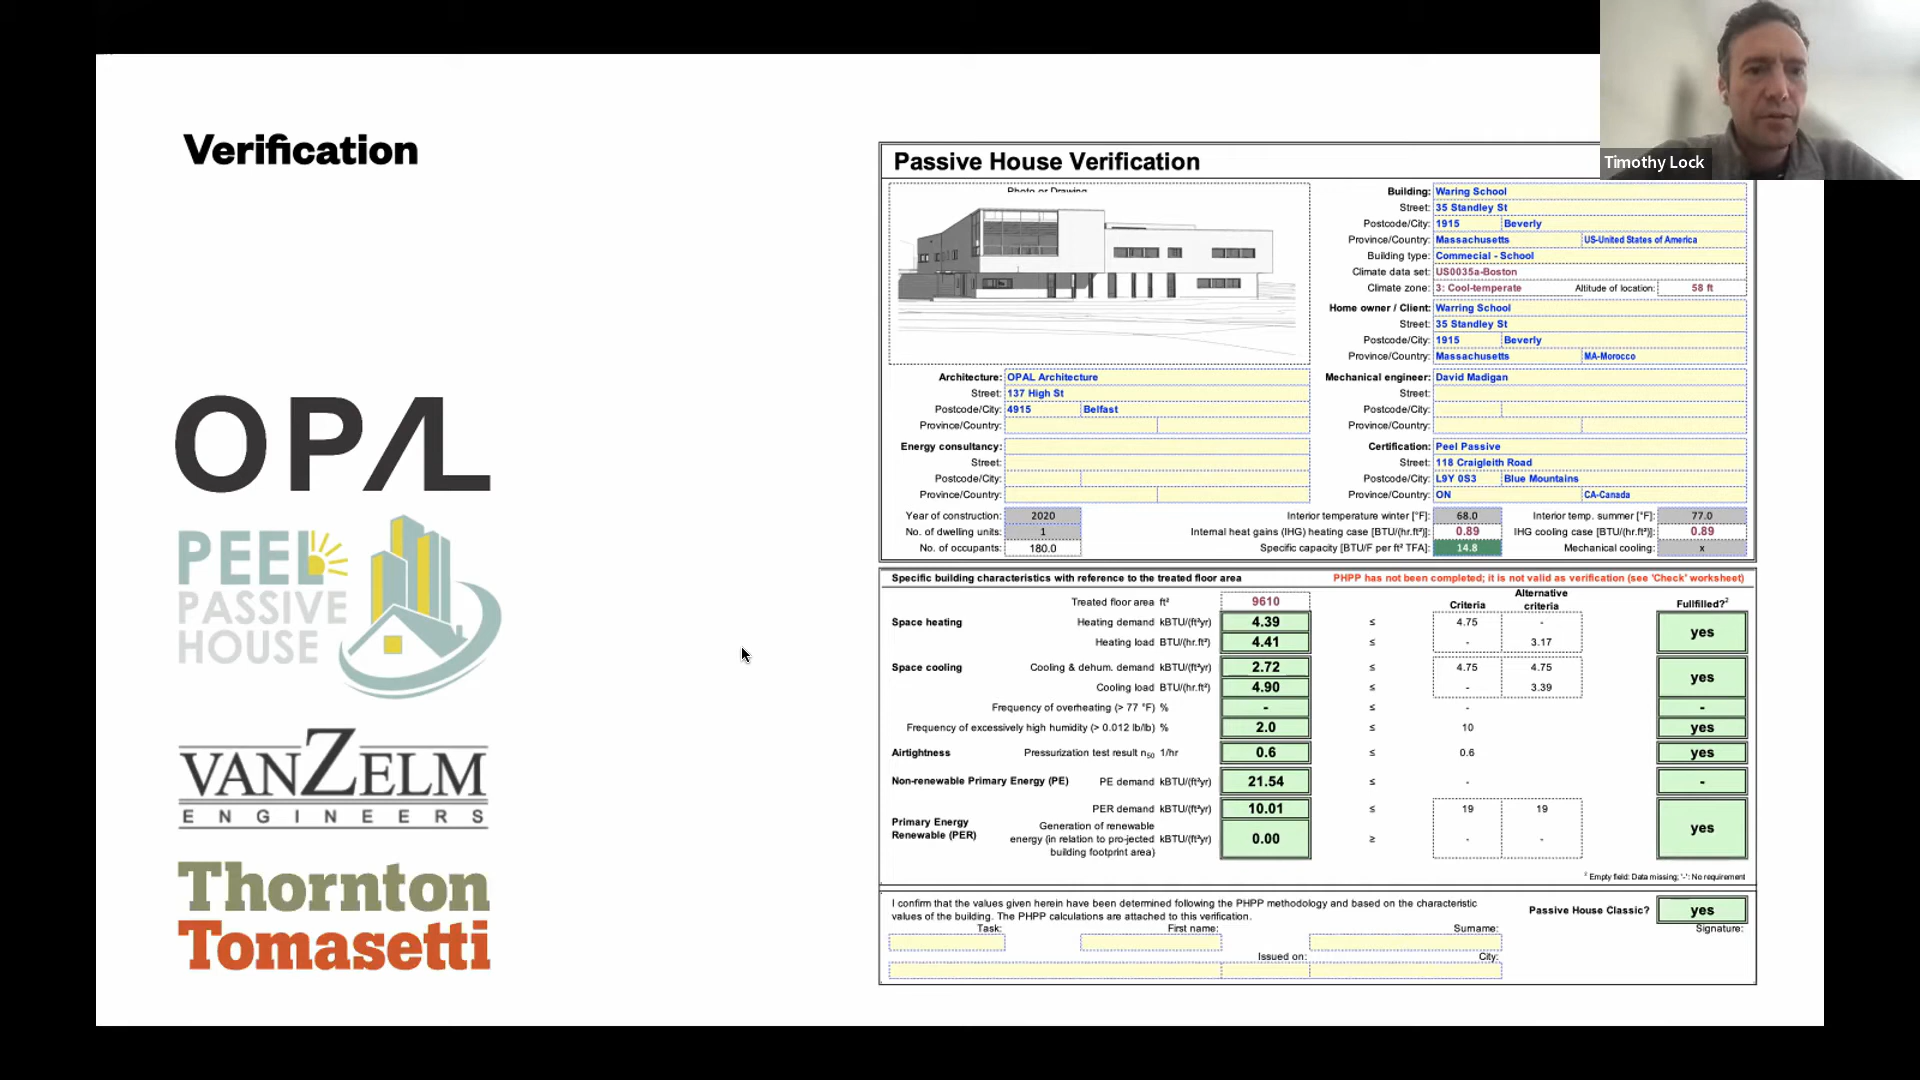 Timothy Lock
Verification
OPAL
PEEL
PASSIVE
HOUSE
VANZELM
ENGINEERS
Thornton
Tomasetti
Passive House Verification
Photo or Drawing
Building: Waring School
Street: 35 Standley St
Postcode/City: 1915 Beverly
Province/Country: Massachusetts US-United States of America
Building type: Commecial - School
Climate data set: US0035a-Boston
Climate zone: 3: Cool-temperate Altitude of location: 58 ft
Home owner / Client: Warring School
Street: 35 Standley St
Postcode/City: 1915 Beverly
Province/Country: Massachusetts MA-Morocco
Architecture: OPAL Architecture
Street: 137 High St
Postcode/City: 4915 Belfast
Province/Country:
Mechanical engineer: David Madigan
Street:
Postcode/City:
Province/Country:
Energy consultancy:
Street:
Postcode/City:
Province/Country:
Certification: Peel Passive
Street: 118 Craigleith Road
Postcode/City: L9Y 0S3 Blue Mountains
Province/Country: ON CA-Canada
Year of construction: 2020 Interior temperature winter [°F]: 68.0 Interior temp. summer [°F]: 77.0
No. of dwelling units: 1 Internal heat gains (IHG) heating case [BTU/(hr.ft²)]: 0.89 IHG cooling case [BTU/(hr.ft²)]: 0.89
No. of occupants: 180.0 Specific capacity [BTU/F per ft² TFA]: 14.8 Mechanical cooling: x
Specific building characteristics with reference to the treated floor area PHPP has not been completed; it is not valid as verification (see 'Check' worksheet)
Treated floor area ft² 9610 Criteria Alternative criteria Fullfilled?²
Space heating Heating demand kBTU/(ft²yr) 4.39 ≤ 4.75 - yes
Heating load BTU/(hr.ft²) 4.41 ≤ - 3.17
Space cooling Cooling & dehum. demand kBTU/(ft²yr) 2.72 ≤ 4.75 4.75 yes
Cooling load BTU/(hr.ft²) 4.90 ≤ - 3.39
Frequency of overheating (> 77 °F) % - ≤ - -
Frequency of excessively high humidity (> 0.012 lb/lb) % 2.0 ≤ 10 yes
Airtightness Pressurization test result n50 1/hr 0.6 ≤ 0.6 yes
Non-renewable Primary Energy (PE) PE demand kBTU/(ft²yr) 21.54 ≤ - -
PER demand kBTU/(ft²yr) 10.01 ≤ 19 19 yes
Primary Energy
Renewable (PER)
Generation of renewable
energy (in relation to pro-jected kBTU/(ft²yr) 0.00 ≥ - -
building footprint area)
² Empty field: Data missing; '-': No requirement
I confirm that the values given herein have been determined following the PHPP methodology and based on the characteristic
values of the building. The PHPP calculations are attached to this verification.
Passive House Classic? yes
Task: First name: Surname: Signature:
Issued on: City: